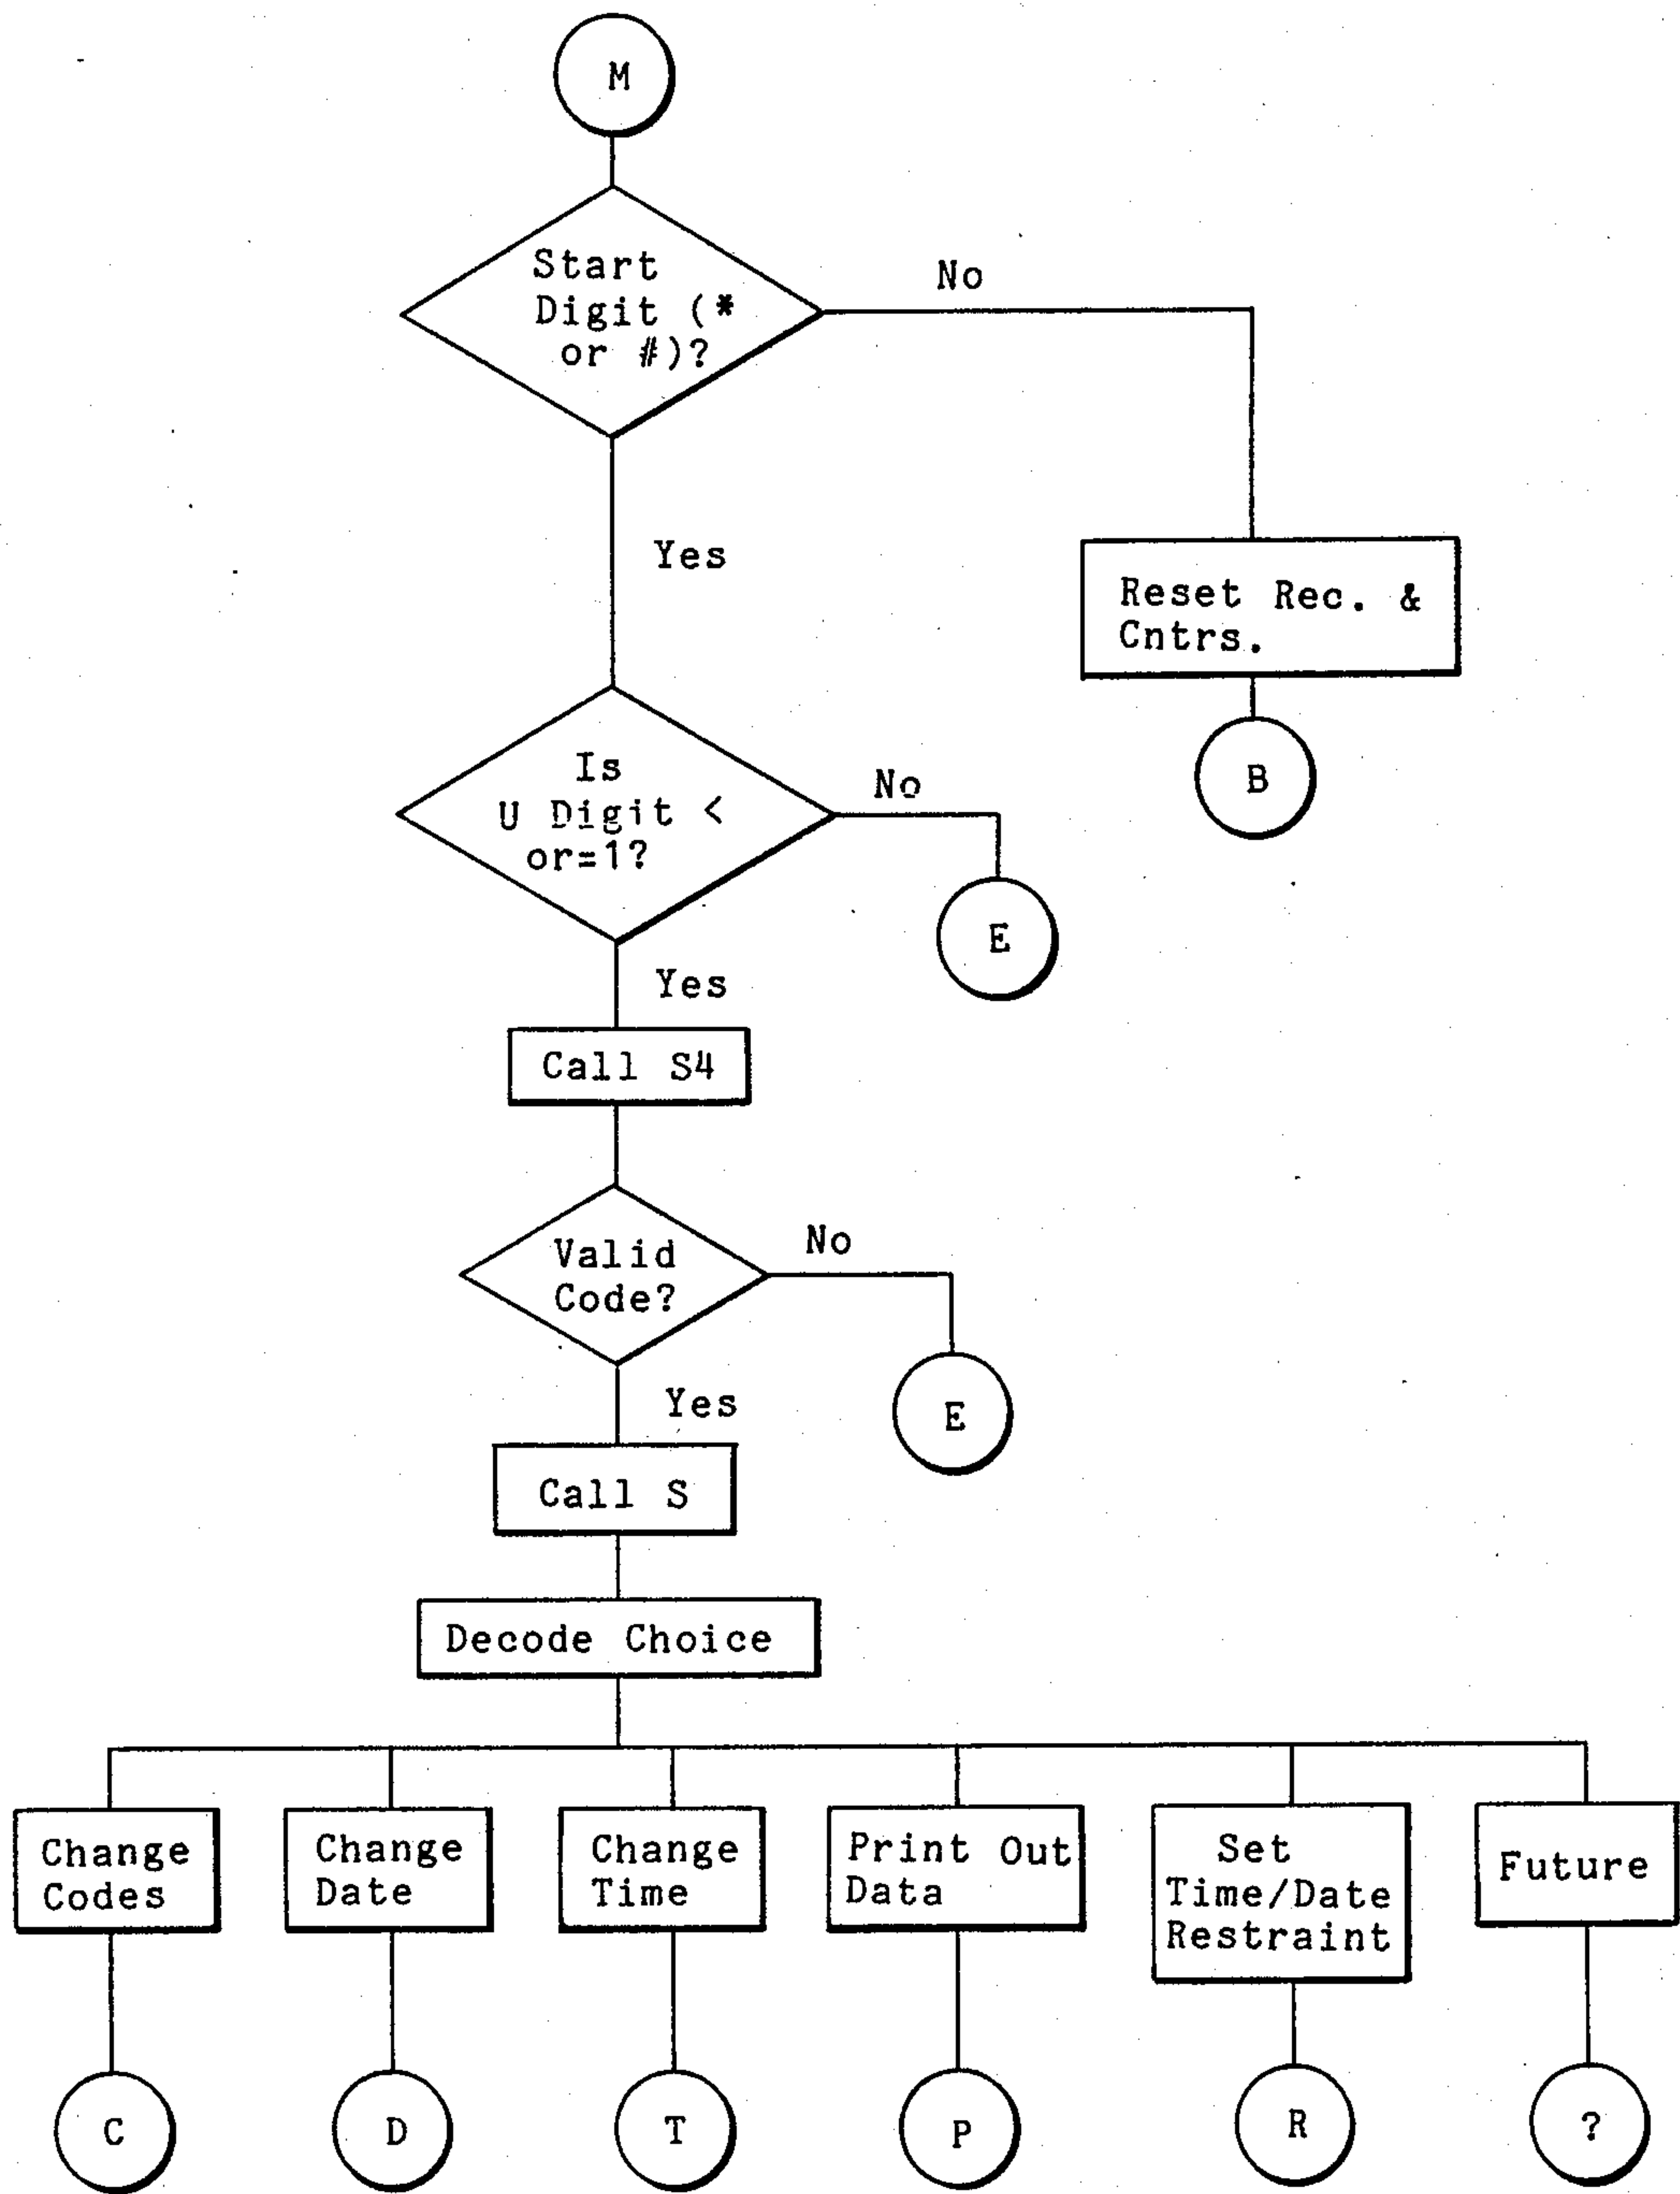 M
Start
Digit (*
or #)?
No
Yes
Reset Rec. &
Cntrs.
B
Is
U Digit <
or=1?
No
E
Yes
Call S4
Valid
Code?
No
E
Yes
Call S
Decode Choice
Change
Codes
Change
Date
Change
Time
Print Out
Data
Set
Time/Date
Restraint
Future
C
D
T
P
R
?